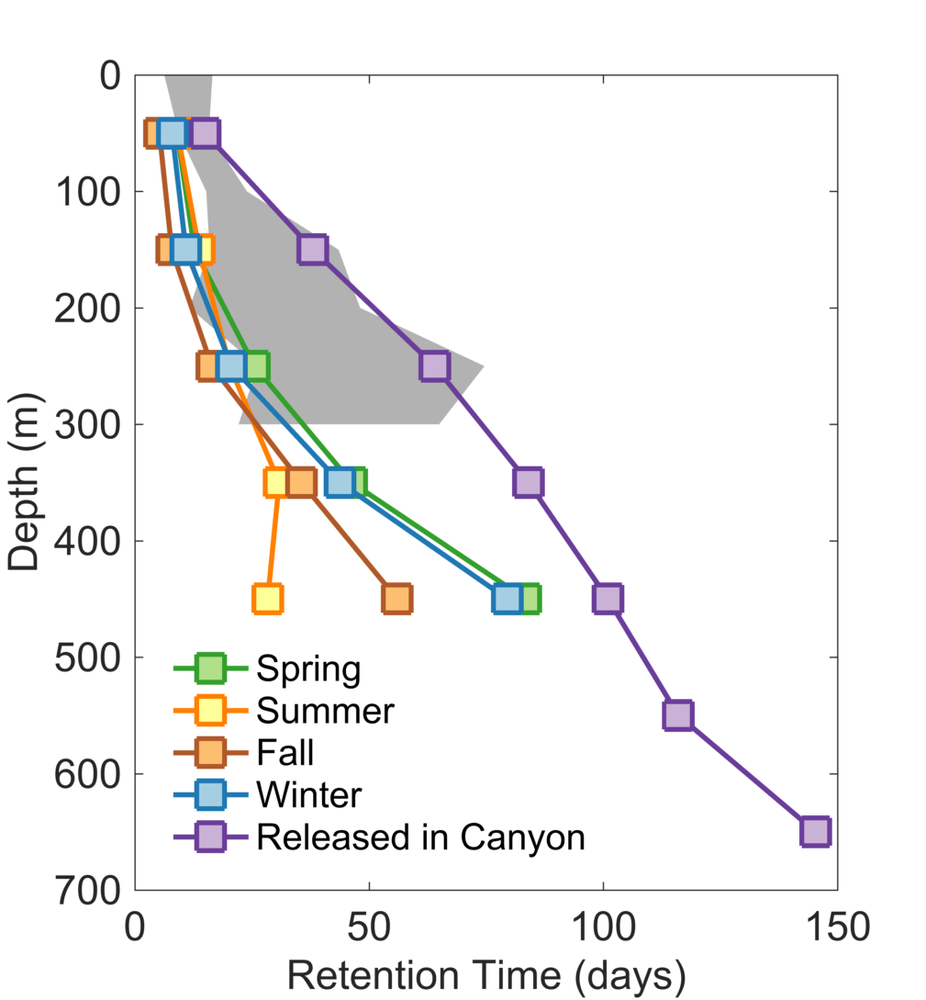 0
100
200
300
400
500
600
700
Depth (m)
Spring
Summer
Fall
Winter
Released in Canyon
0 50 100 150
Retention Time (days)